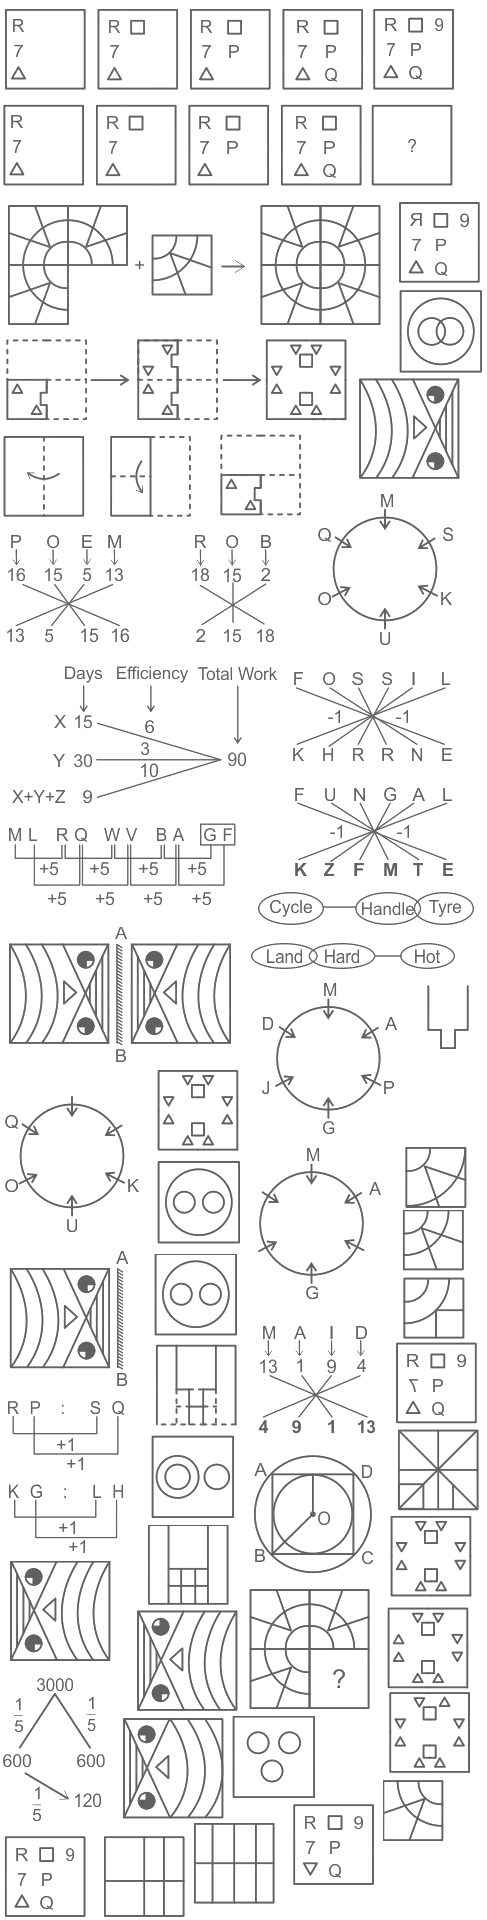 R
7
△
R □
7
△
R □
7 P
△
R □
7 P
△ Q
R □ 9
7 P
△ Q
R
7
△
R □
7
△
R □
7 P
△
R □
7 P
△ Q
?
+
Я □ 9
7 P
△ Q
P O E M
16 15 5 13
13 5 15 16
R O B
18 15 2
2 15 18
M
Q S
O K
U
Days Efficiency Total Work
X 15 6
Y 30 3 90
10
X+Y+Z 9
F O S S I L
-1 -1
K H R R N E
F U N G A L
-1 -1
K Z F M T E
M L R Q W V B A G F
+5 +5 +5 +5
+5 +5 +5 +5
Cycle Handle Tyre
Land Hard Hot
A
B
M
D A
J P
G
Q
O K
U
M
A
G
A
B
R P : S Q
+1
+1
K G : L H
+1
+1
M A I D
13 1 9 4
4 9 1 13
R □ 9
P
△ Q
A D
O
B C
?
3000
1/5 1/5
600 600
1/5 120
R □ 9
7 P
▽ Q
R □ 9
7 P
△ Q